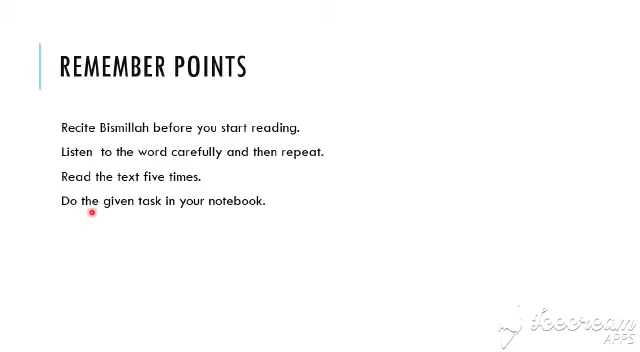 REMEMBER POINTS
Recite Bismillah before you start reading.
Listen  to the word carefully and then repeat.
Read the text five times.
Do the given task in your notebook.
Icecream
APPS